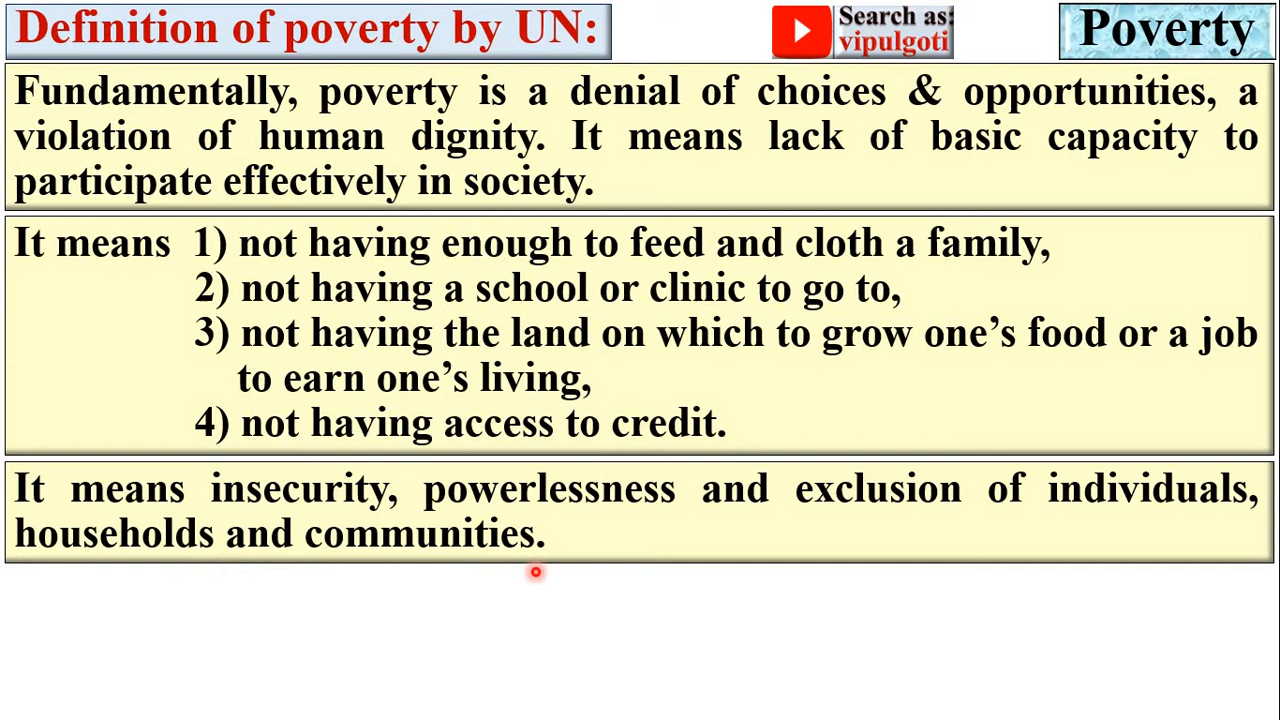 Definition of poverty by UN:
Search as:
vipulgoti
Poverty
Fundamentally, poverty is a denial of choices & opportunities, a
violation of human dignity. It means lack of basic capacity to
participate effectively in society.
It means 1) not having enough to feed and cloth a family,
2) not having a school or clinic to go to,
3) not having the land on which to grow one’s food or a job
to earn one’s living,
4) not having access to credit.
It means insecurity, powerlessness and exclusion of individuals,
households and communities.